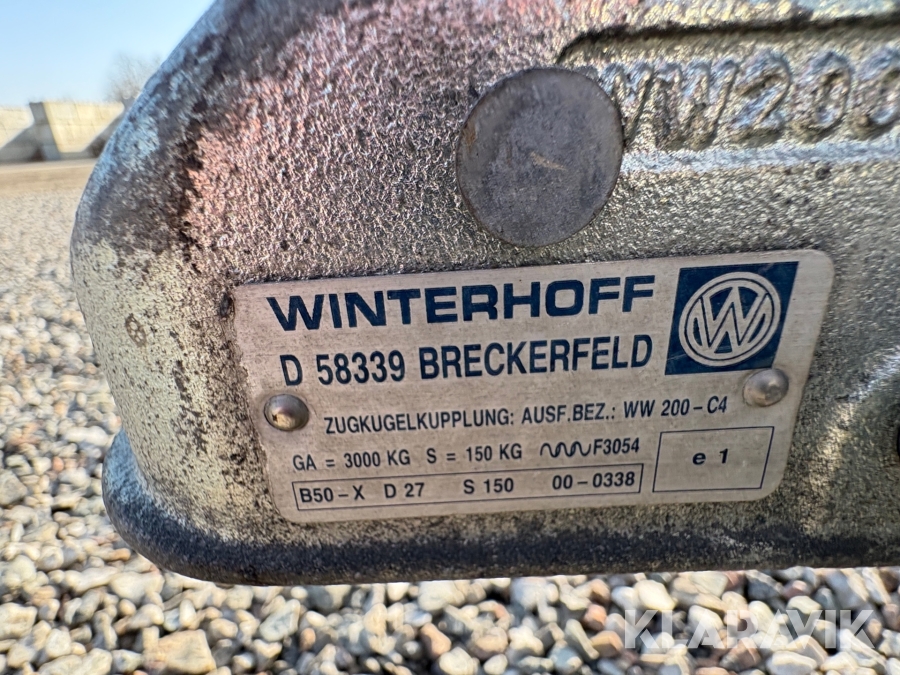 WW200
WINTERHOFF
W
D 58339 BRECKERFELD
ZUGKUGELKUPPLUNG: AUSF.BEZ.: WW 200-C4
GA = 3000 KG S = 150 KG F3054
e 1
B50-X D 27 S 150 00-0338
KLARAVIK